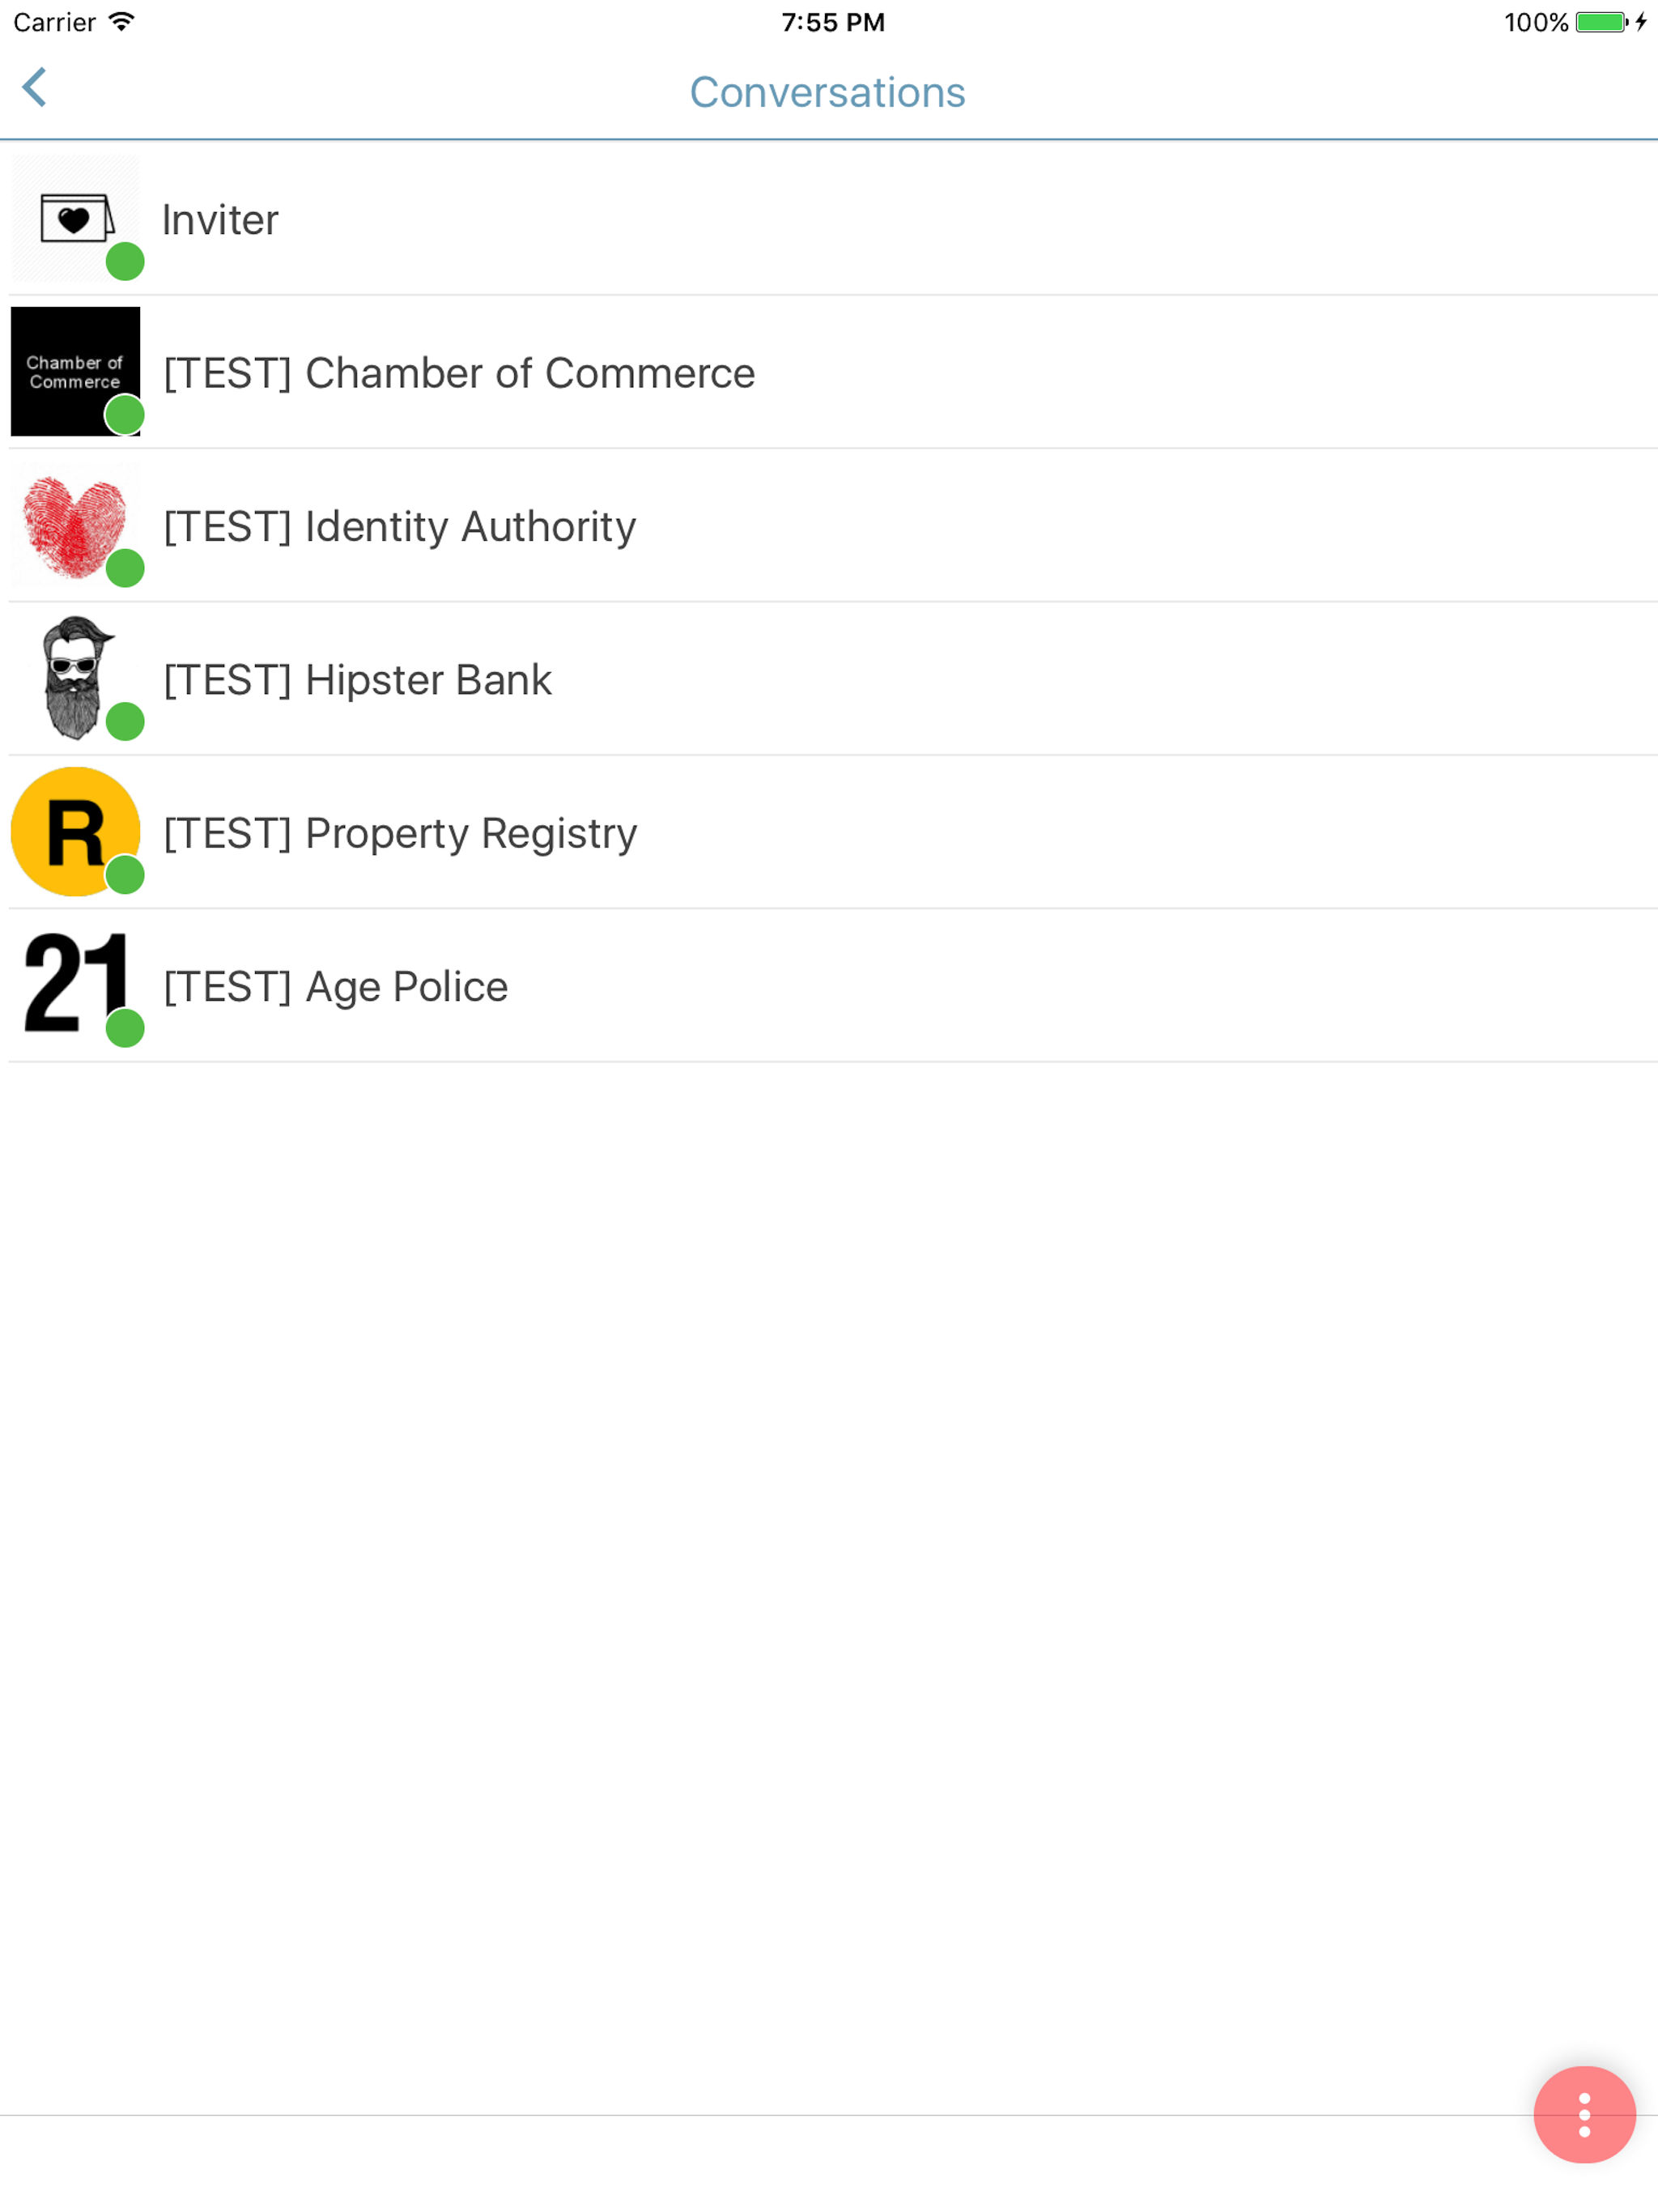 Carrier 7:55 PM 100%
Conversations
Inviter
Chamber of
Commerce
[TEST] Chamber of Commerce
[TEST] Identity Authority
[TEST] Hipster Bank
R
[TEST] Property Registry
21
[TEST] Age Police